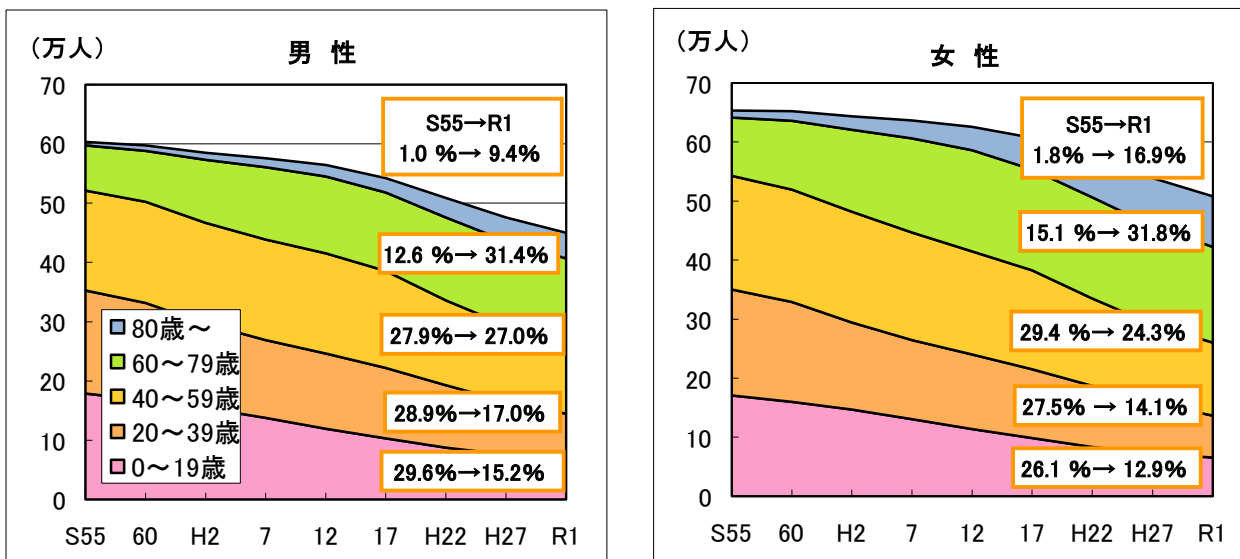 (万人)
男 性
70
60
50
40
30
20
10
0
S55→R1
1.0 %→ 9.4%
12.6 %→ 31.4%
27.9%→ 27.0%
28.9%→17.0%
29.6%→15.2%
80歳～
60～79歳
40～59歳
20～39歳
0～19歳
S55 60 H2 7 12 17 H22 H27 R1
(万人)
女 性
70
60
50
40
30
20
10
0
S55→R1
1.8% → 16.9%
15.1 %→ 31.8%
29.4 %→ 24.3%
27.5% → 14.1%
26.1 %→ 12.9%
S55 60 H2 7 12 17 H22 H27 R1